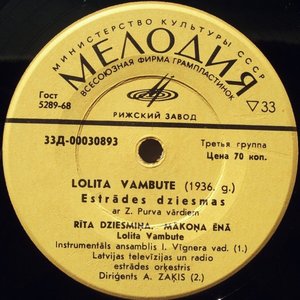 МИНИСТЕРСТВО КУЛЬТУРЫ СССР
МЕЛОДИЯ
ВСЕСОЮЗНАЯ ФИРМА ГРАМПЛАСТИНОК
Гост
5289-68
33
РИЖСКИЙ ЗАВОД
33Д-00030893
Третья группа
Цена 70 коп.
LOLITA VAMBUTE (1936. g.)
Estrādes dziesmas
ar Z. Purva vārdiem
RĪTA DZIESMIŅA. MĀKOŅA ĒNĀ
Lolita Vambute
Instrumentāls ansamblis I. Vīgnera vad. (1.)
Latvijas televīzijas un radio
estrādes orķestris
Diriģents A. ZAĶIS (2.)